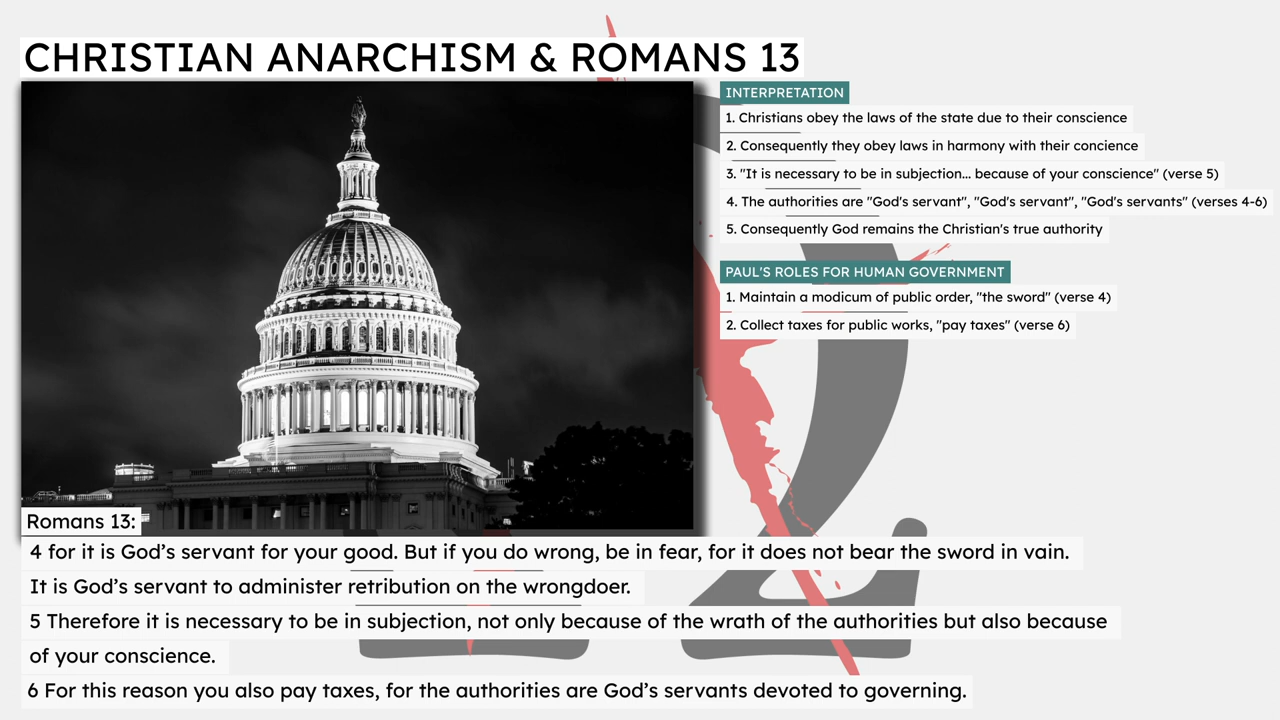 CHRISTIAN ANARCHISM & ROMANS 13
INTERPRETATION
1. Christians obey the laws of the state due to their conscience
2. Consequently they obey laws in harmony with their concience
3. "It is necessary to be in subjection... because of your conscience" (verse 5)
4. The authorities are "God's servant", "God's servant", "God's servants" (verses 4-6)
5. Consequently God remains the Christian's true authority
PAUL'S ROLES FOR HUMAN GOVERNMENT
1. Maintain a modicum of public order, "the sword" (verse 4)
2. Collect taxes for public works, "pay taxes" (verse 6)
Romans 13:
4 for it is God’s servant for your good. But if you do wrong, be in fear, for it does not bear the sword in vain.
It is God’s servant to administer retribution on the wrongdoer.
5 Therefore it is necessary to be in subjection, not only because of the wrath of the authorities but also because
of your conscience.
6 For this reason you also pay taxes, for the authorities are God’s servants devoted to governing.